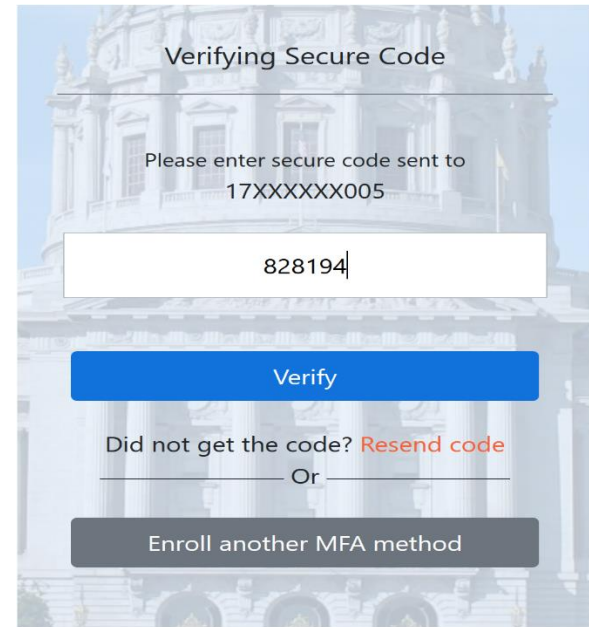 Verifying Secure Code
Please enter secure code sent to
17XXXXXX005
828194
Verify
Did not get the code? Resend code
Or
Enroll another MFA method